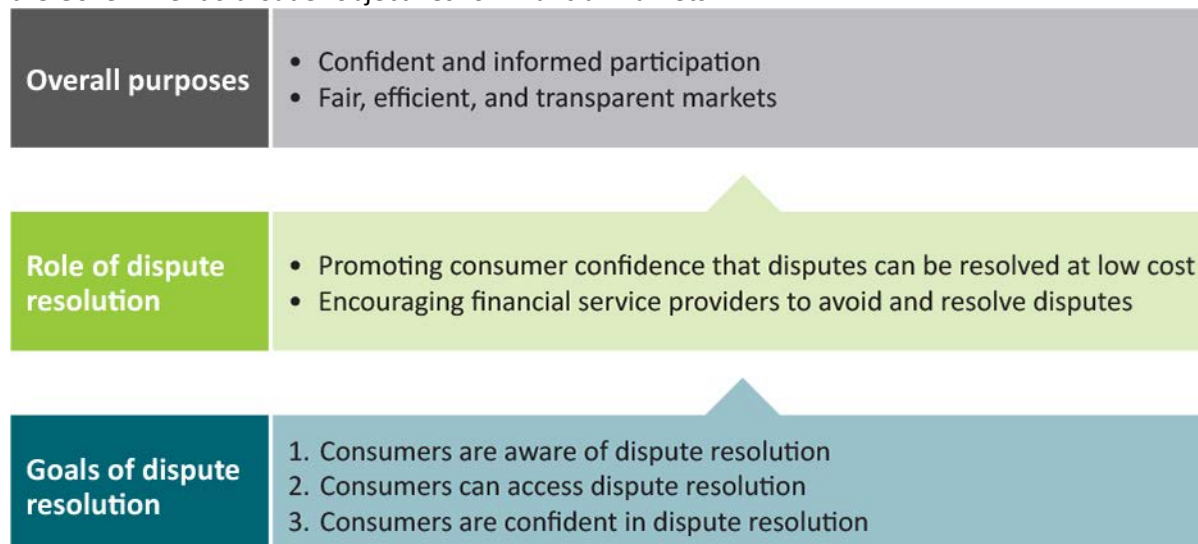 Overall purposes
• Confident and informed participation
• Fair, efficient, and transparent markets
Role of dispute
resolution
• Promoting consumer confidence that disputes can be resolved at low cost
• Encouraging financial service providers to avoid and resolve disputes
Goals of dispute
resolution
1. Consumers are aware of dispute resolution
2. Consumers can access dispute resolution
3. Consumers are confident in dispute resolution